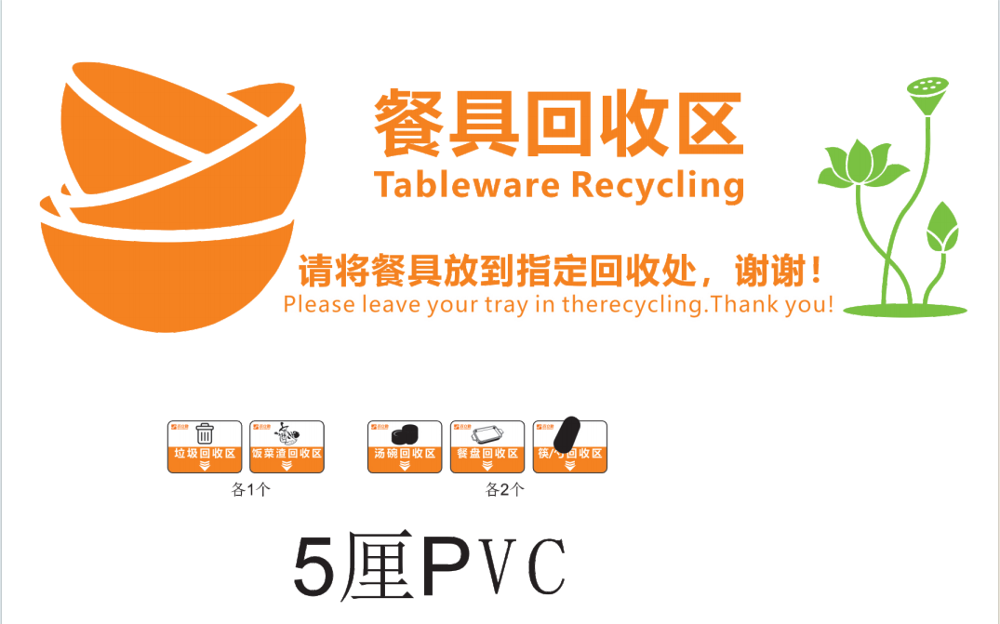 餐具回收区
Tableware Recycling
请将餐具放到指定回收处，谢谢！
Please leave your tray in therecycling.Thank you!
垃圾回收区
饭菜渣回收区
汤碗回收区
餐盘回收区
筷/勺回收区
各1个
各2个
5厘PVC